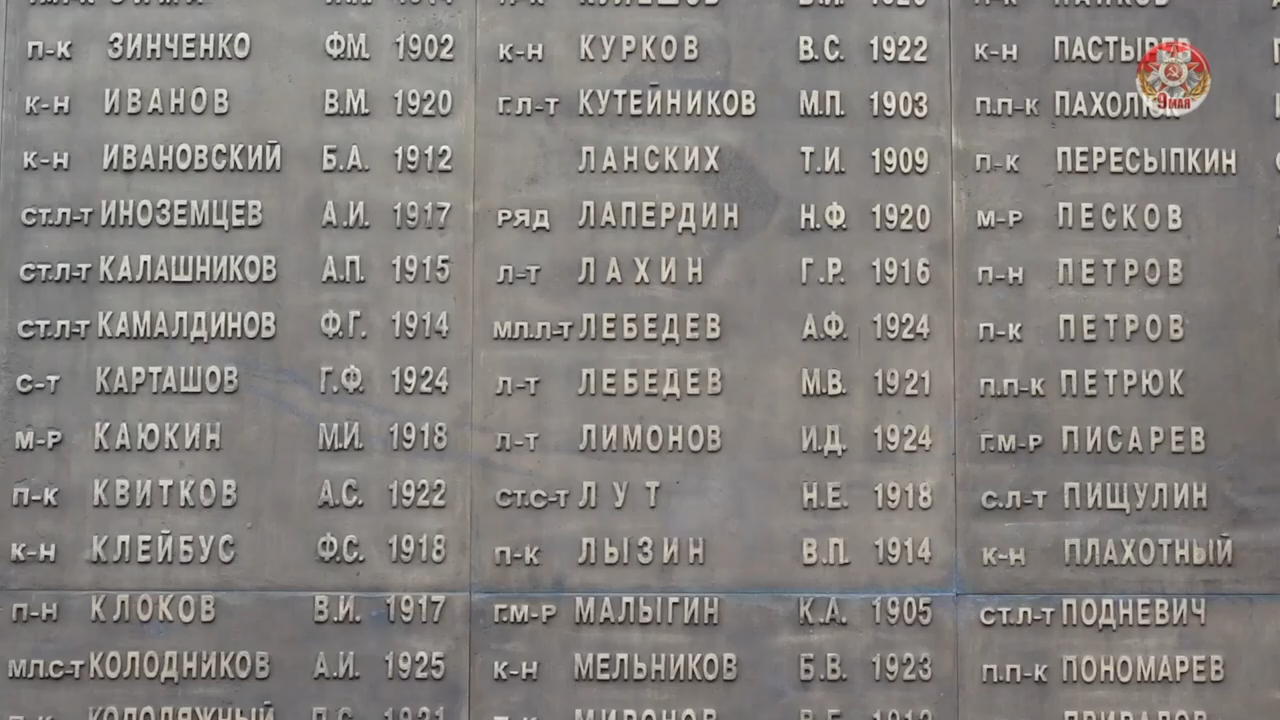 П-К ЗИНЧЕНКО Ф.М. 1902
К-Н ИВАНОВ В.М. 1920
К-Н ИВАНОВСКИЙ Б.А. 1912
СТ.Л-Т ИНОЗЕМЦЕВ А.И. 1917
СТ.Л-Т КАЛАШНИКОВ А.П. 1915
СТ.Л-Т КАМАЛДИНОВ Ф.Г. 1914
С-Т КАРТАШОВ Г.Ф. 1924
М-Р КАЮКИН М.И. 1918
П-К КВИТКОВ А.С. 1922
К-Н КЛЕЙБУС Ф.С. 1918
П-Н КЛОКОВ В.И. 1917
МЛ.С-Т КОЛОДНИКОВ А.И. 1925
К-Н КУРКОВ В.С. 1922
Г.Л-Т КУТЕЙНИКОВ М.П. 1903
ЛАНСКИХ Т.И. 1909
РЯД ЛАПЕРДИН Н.Ф. 1920
Л-Т ЛАХИН Г.Р. 1916
МЛ.Л-Т ЛЕБЕДЕВ А.Ф. 1924
Л-Т ЛЕБЕДЕВ М.В. 1921
Л-Т ЛИМОНОВ И.Д. 1924
СТ.С-Т ЛУТ Н.Е. 1918
П-К ЛЫЗИН В.П. 1914
Г.М-Р МАЛЫГИН К.А. 1905
К-Н МЕЛЬНИКОВ Б.В. 1923
К-Н
П.П-К ПАХОЛЮК
П-К ПЕРЕСЫПКИН
М-Р ПЕСКОВ
П-Н ПЕТРОВ
П-К ПЕТРОВ
П.П-К ПЕТРЮК
Г.М-Р ПИСАРЕВ
С.Л-Т ПИЩУЛИН
К-Н ПЛАХОТНЫЙ
СТ.Л-Т ПОДНЕВИЧ
П.П-К ПОНОМАРЕВ
9 МАЯ